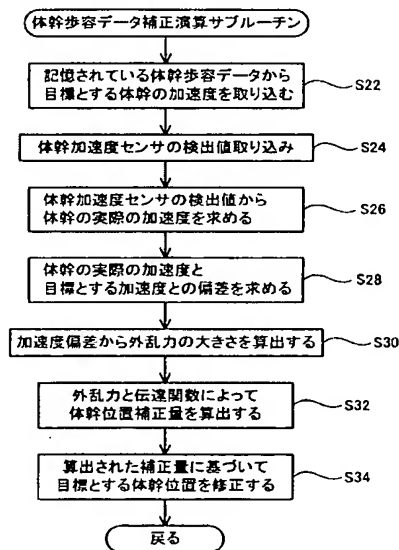 体幹歩容データ補正演算サブルーチン
記憶されている体幹歩容データから
目標とする体幹の加速度を取り込む
S22
体幹加速度センサの検出値取り込み
S24
体幹加速度センサの検出値から
体幹の実際の加速度を求める
S26
体幹の実際の加速度と
目標とする加速度との偏差を求める
S28
加速度偏差から外乱力の大きさを算出する
S30
外乱力と伝達関数によって
体幹位置補正量を算出する
S32
算出された補正量に基づいて
目標とする体幹位置を修正する
S34
戻る